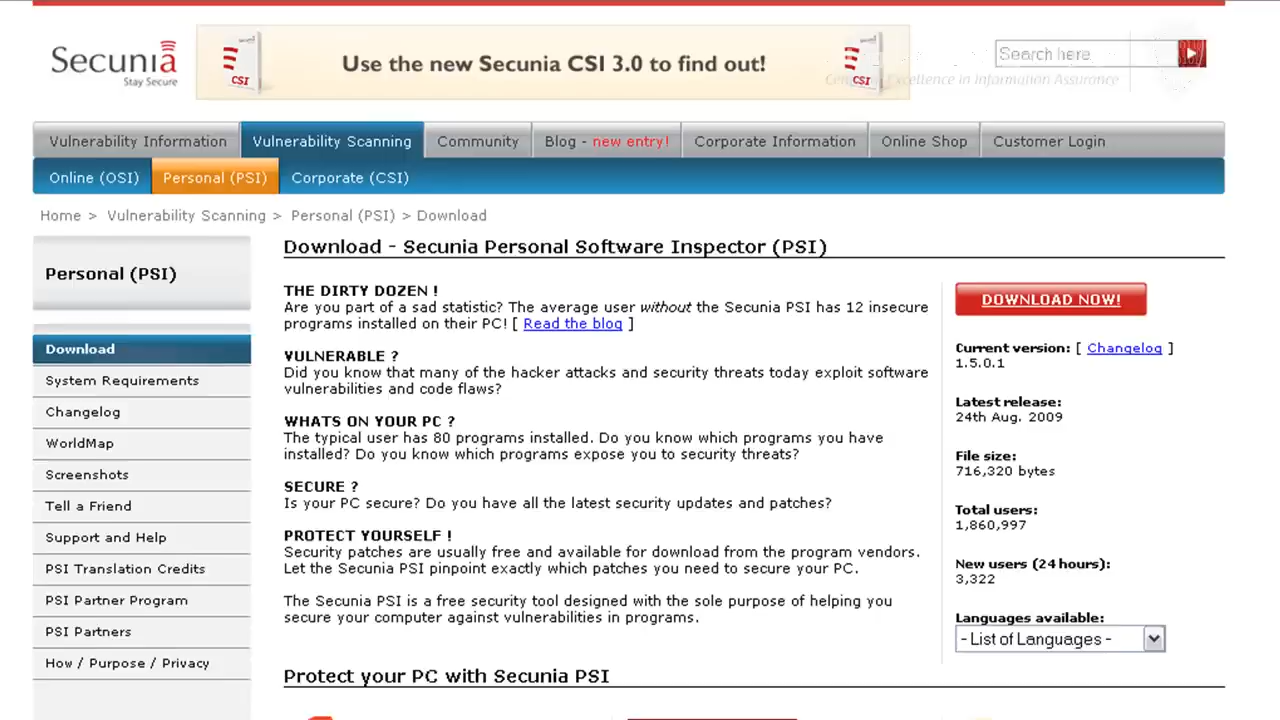 Secunia
Stay Secure
CSI
Use the new Secunia CSI 3.0 to find out!
CSI
Search here
Excellence in Information Assurance
Vulnerability Information
Vulnerability Scanning
Community
Blog - new entry!
Corporate Information
Online Shop
Customer Login
Online (OSI)
Personal (PSI)
Corporate (CSI)
Home > Vulnerability Scanning > Personal (PSI) > Download
Personal (PSI)
Download
System Requirements
Changelog
WorldMap
Screenshots
Tell a Friend
Support and Help
PSI Translation Credits
PSI Partner Program
PSI Partners
How / Purpose / Privacy
Download - Secunia Personal Software Inspector (PSI)
THE DIRTY DOZEN !
Are you part of a sad statistic? The average user without the Secunia PSI has 12 insecure
programs installed on their PC! [ Read the blog ]
VULNERABLE ?
Did you know that many of the hacker attacks and security threats today exploit software
vulnerabilities and code flaws?
WHATS ON YOUR PC ?
The typical user has 80 programs installed. Do you know which programs you have
installed? Do you know which programs expose you to security threats?
SECURE ?
Is your PC secure? Do you have all the latest security updates and patches?
PROTECT YOURSELF !
Security patches are usually free and available for download from the program vendors.
Let the Secunia PSI pinpoint exactly which patches you need to secure your PC.
The Secunia PSI is a free security tool designed with the sole purpose of helping you
secure your computer against vulnerabilities in programs.
DOWNLOAD NOW!
Current version: [ Changelog ]
1.5.0.1
Latest release:
24th Aug. 2009
File size:
716,320 bytes
Total users:
1,860,997
New users (24 hours):
3,322
Languages available:
- List of Languages -
Protect your PC with Secunia PSI